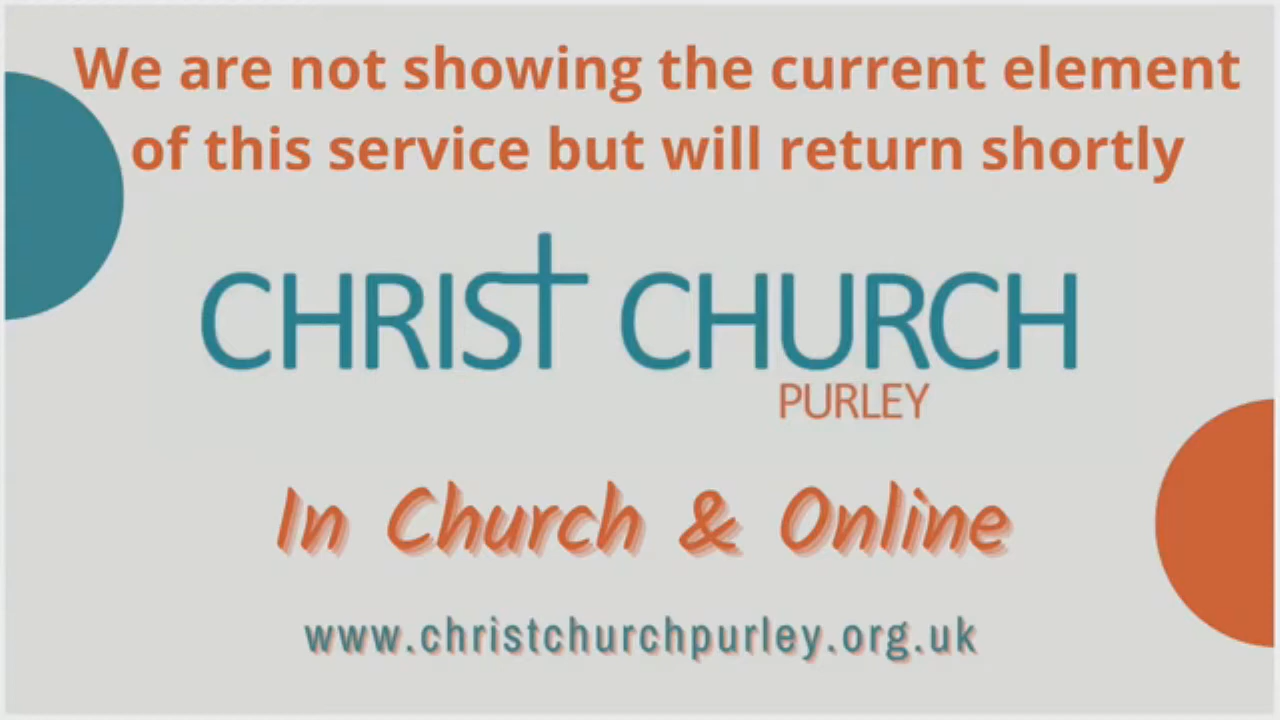 We are not showing the current element
of this service but will return shortly
CHRIST CHURCH
PURLEY
In Church & Online
www.christchurchpurley.org.uk